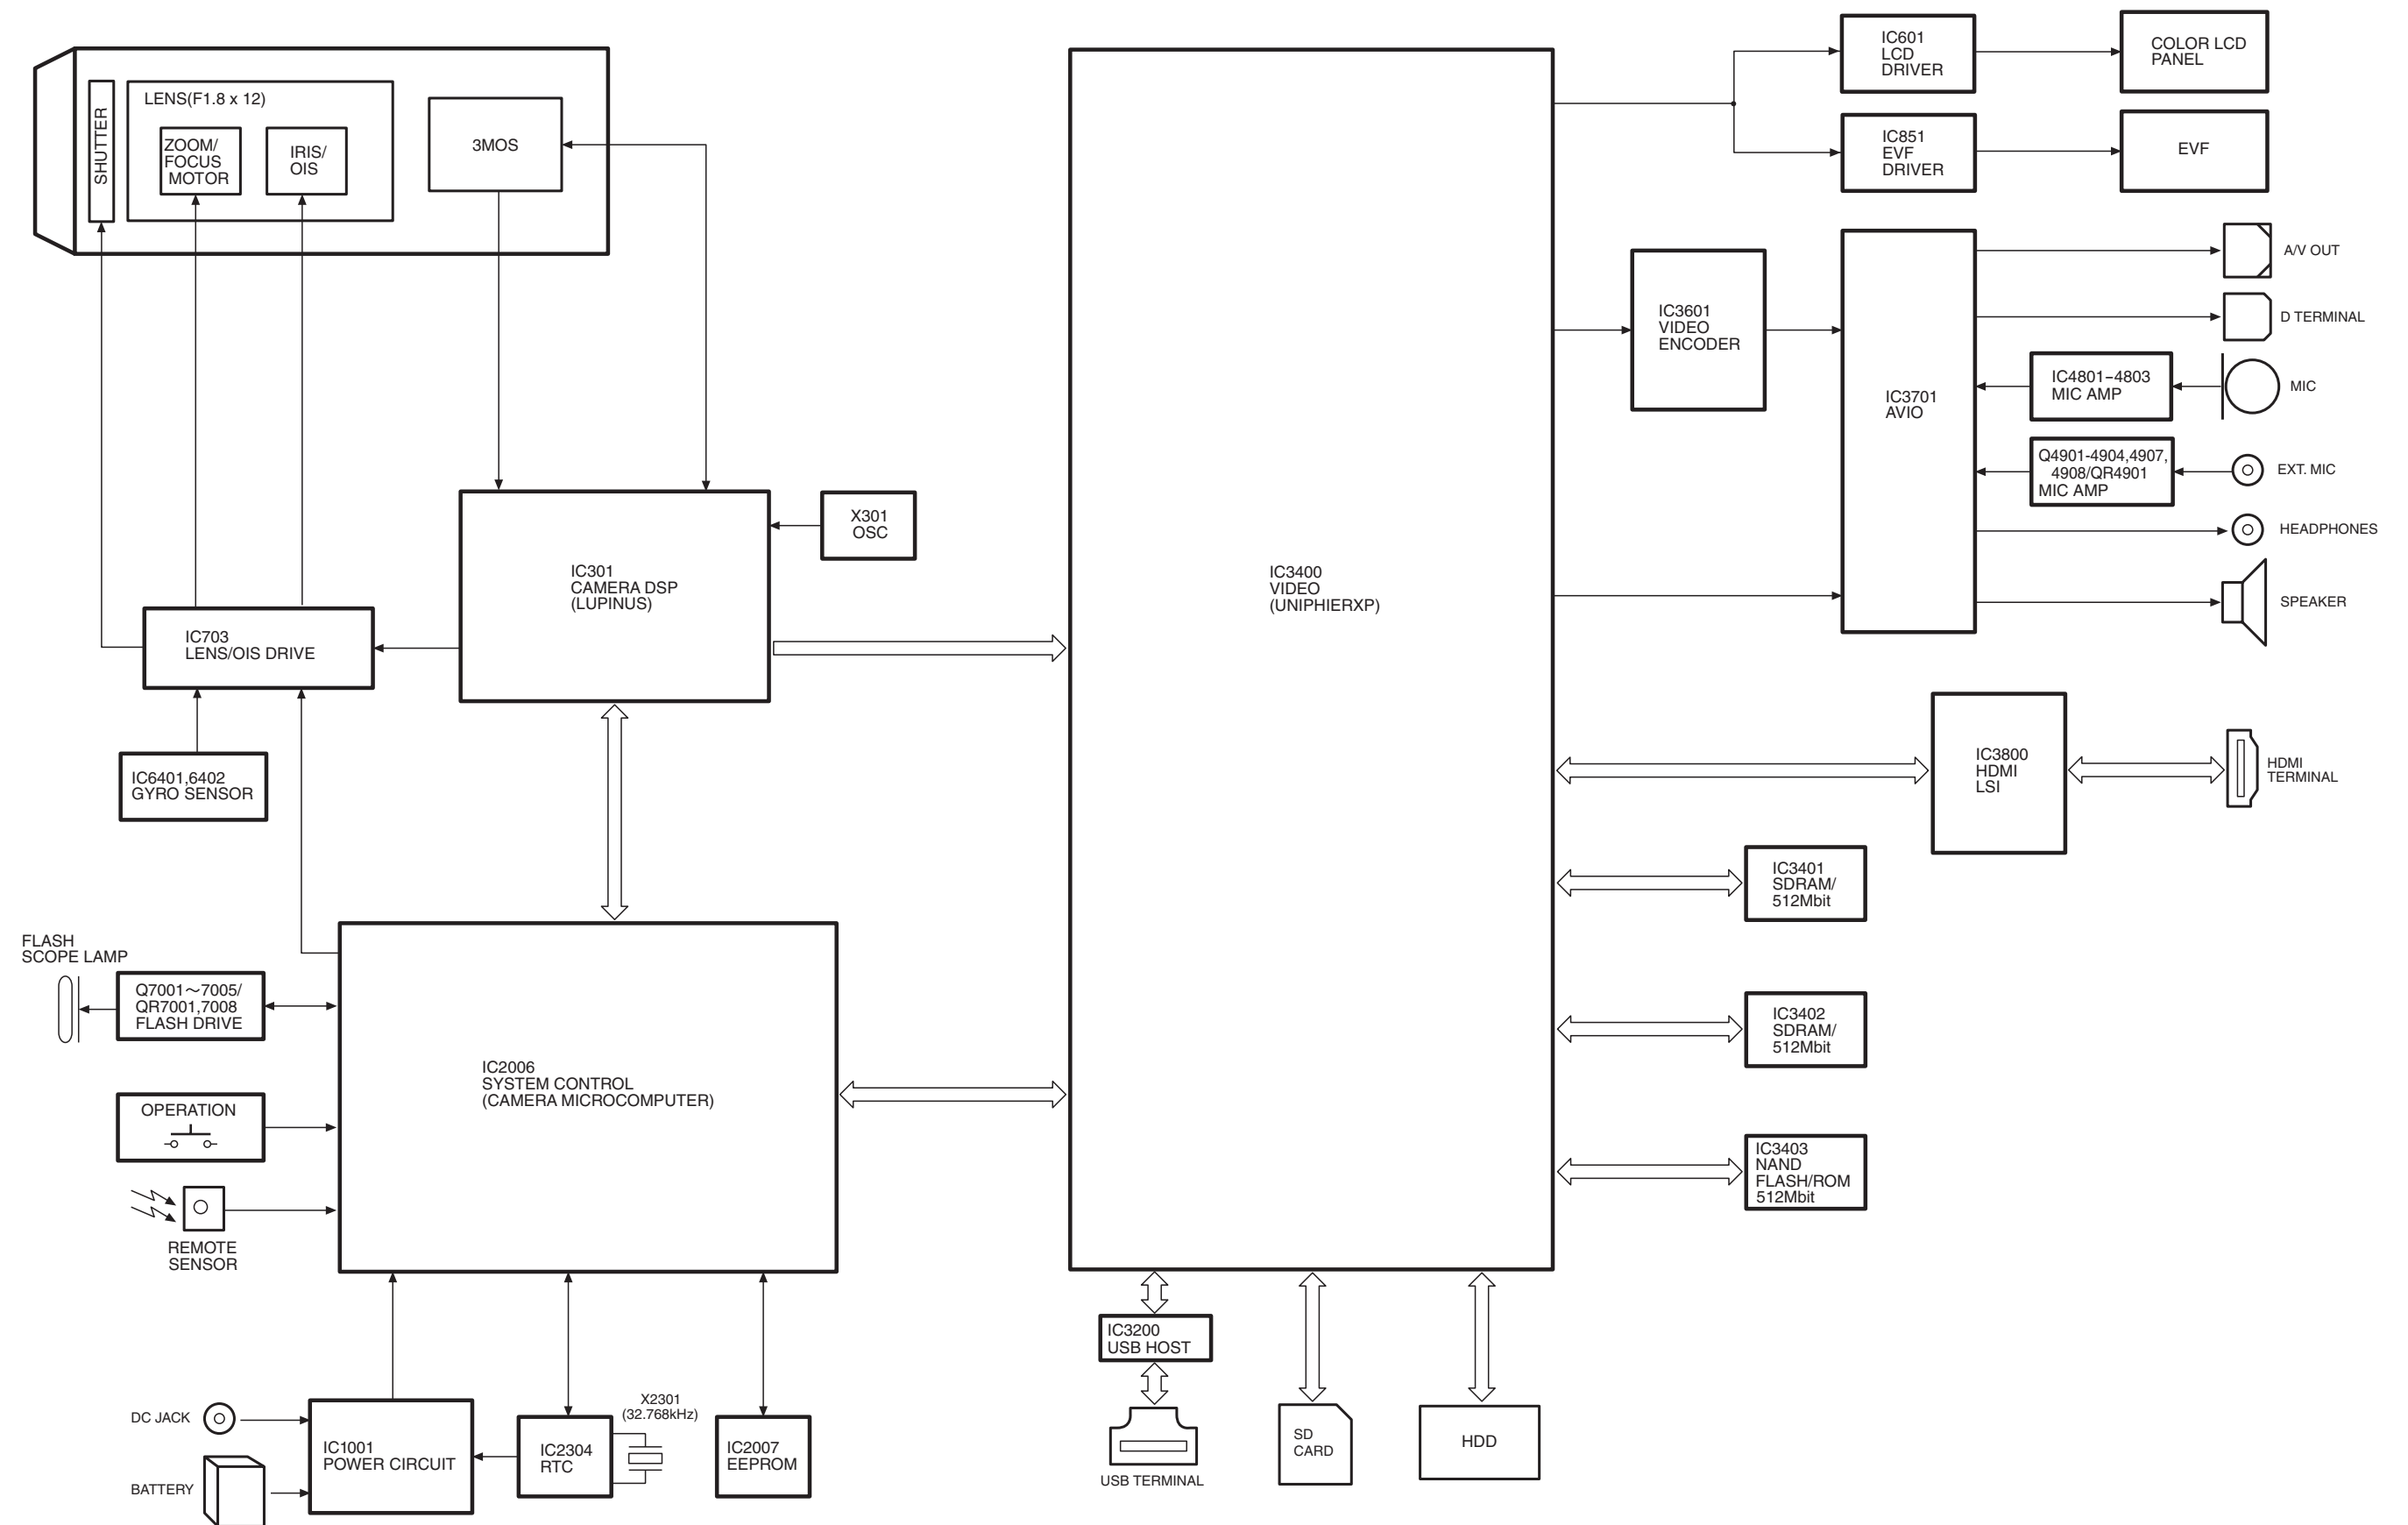 SHUTTER
LENS(F1.8 x 12)
ZOOM/
FOCUS
MOTOR
IRIS/
OIS
3MOS
IC601
LCD
DRIVER
COLOR LCD
PANEL
IC851
EVF
DRIVER
EVF
A/V OUT
D TERMINAL
IC3601
VIDEO
ENCODER
IC3701
AVIO
IC4801-4803
MIC AMP
MIC
Q4901-4904,4907,
4908/QR4901
MIC AMP
EXT. MIC
HEADPHONES
SPEAKER
X301
OSC
IC301
CAMERA DSP
(LUPINUS)
IC3400
VIDEO
(UNIPHIERXP)
IC703
LENS/OIS DRIVE
IC6401,6402
GYRO SENSOR
IC3800
HDMI
LSI
HDMI
TERMINAL
IC3401
SDRAM/
512Mbit
IC3402
SDRAM/
512Mbit
IC3403
NAND
FLASH/ROM
512Mbit
FLASH
SCOPE LAMP
Q7001～7005/
QR7001,7008
FLASH DRIVE
OPERATION
REMOTE
SENSOR
IC2006
SYSTEM CONTROL
(CAMERA MICROCOMPUTER)
DC JACK
BATTERY
IC1001
POWER CIRCUIT
IC2304
RTC
X2301
(32.768kHz)
IC2007
EEPROM
IC3200
USB HOST
USB TERMINAL
SD
CARD
HDD